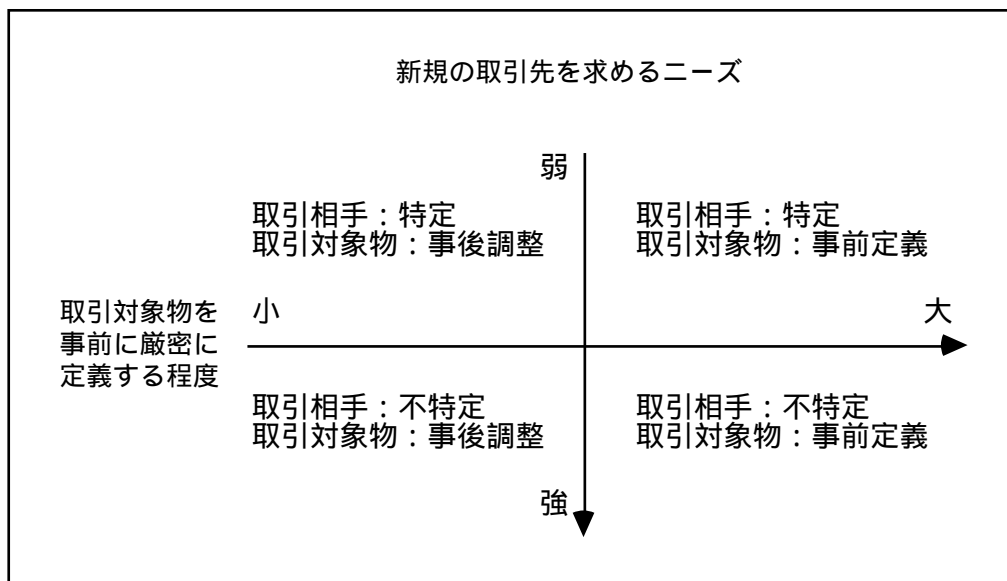 新規の取引先を求めるニーズ
弱
取引相手：特定
取引対象物：事後調整
取引相手：特定
取引対象物：事前定義
取引対象物を
事前に厳密に
定義する程度
小
大
取引相手：不特定
取引対象物：事後調整
取引相手：不特定
取引対象物：事前定義
強